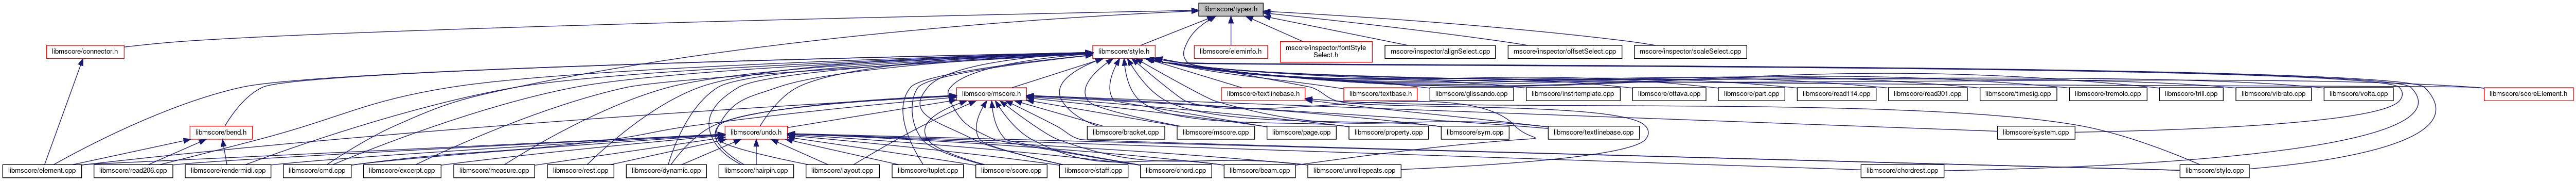 libmscore/types.h
libmscore/connector.h
libmscore/style.h
libmscore/eleminfo.h
mscore/inspector/fontStyle
Select.h
mscore/inspector/alignSelect.cpp
mscore/inspector/offsetSelect.cpp
mscore/inspector/scaleSelect.cpp
libmscore/mscore.h
libmscore/textlinebase.h
libmscore/textbase.h
libmscore/glissando.cpp
libmscore/instrtemplate.cpp
libmscore/ottava.cpp
libmscore/part.cpp
libmscore/read114.cpp
libmscore/read301.cpp
libmscore/timesig.cpp
libmscore/tremolo.cpp
libmscore/trill.cpp
libmscore/vibrato.cpp
libmscore/volta.cpp
libmscore/scoreElement.h
libmscore/bend.h
libmscore/undo.h
libmscore/bracket.cpp
libmscore/mscore.cpp
libmscore/page.cpp
libmscore/property.cpp
libmscore/sym.cpp
libmscore/textlinebase.cpp
libmscore/system.cpp
libmscore/element.cpp
libmscore/read206.cpp
libmscore/rendermidi.cpp
libmscore/cmd.cpp
libmscore/excerpt.cpp
libmscore/measure.cpp
libmscore/rest.cpp
libmscore/dynamic.cpp
libmscore/hairpin.cpp
libmscore/layout.cpp
libmscore/tuplet.cpp
libmscore/score.cpp
libmscore/staff.cpp
libmscore/chord.cpp
libmscore/beam.cpp
libmscore/unrollrepeats.cpp
libmscore/chordrest.cpp
libmscore/style.cpp